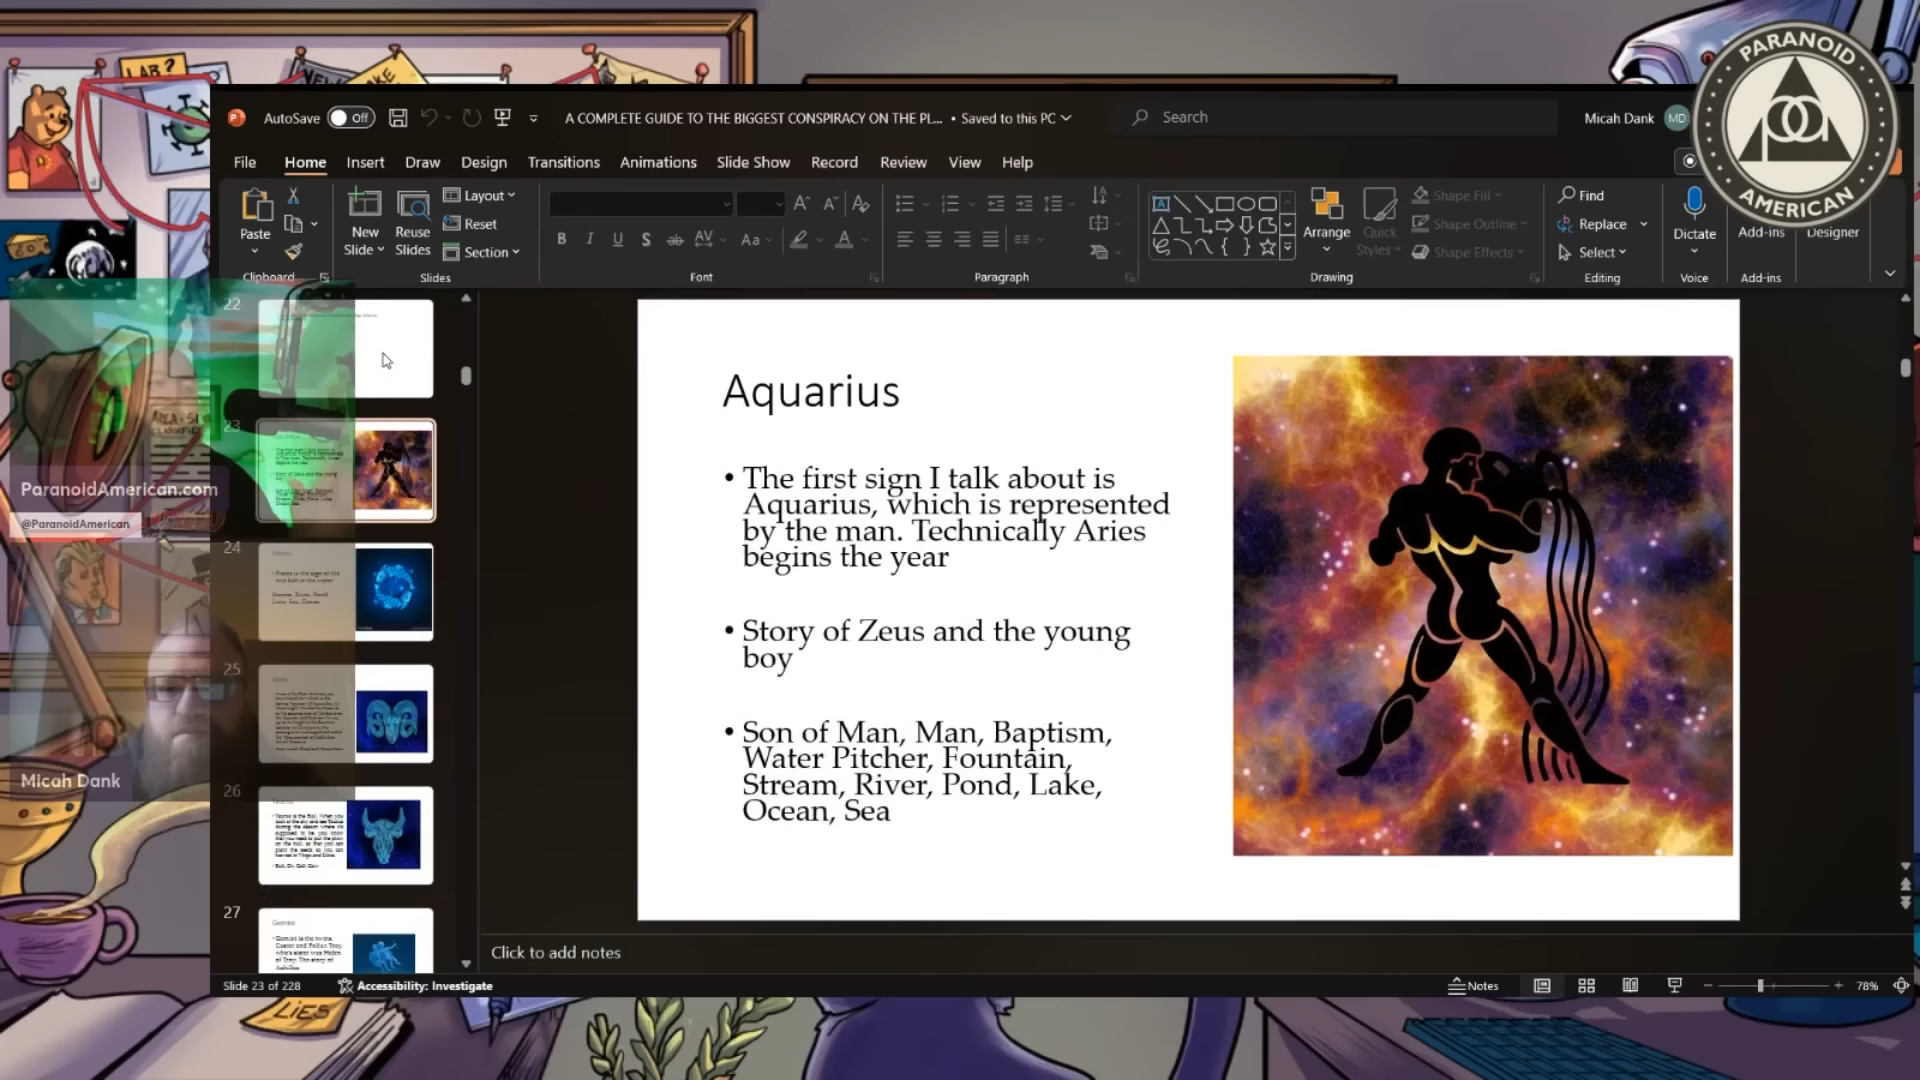 LAB?
PARANOID
AMERICAN
AutoSave Off
A COMPLETE GUIDE TO THE BIGGEST CONSPIRACY ON THE PL... • Saved to this PC
Search
Micah Dank MD
File Home Insert Draw Design Transitions Animations Slide Show Record Review View Help
Paste
Clipboard
New Slide
Reuse Slides
Layout
Reset
Section
Slides
Font
Paragraph
Arrange
Quick Styles
Shape Fill
Shape Outline
Shape Effects
Drawing
Find
Replace
Select
Editing
Dictate
Voice
Add-ins
Add-ins
Designer
22
23
24
25
26
27
ParanoidAmerican.com
@ParanoidAmerican
Micah Dank
Gemini
Aquarius
• The first sign I talk about is
Aquarius, which is represented
by the man. Technically Aries
begins the year
• Story of Zeus and the young
boy
• Son of Man, Man, Baptism,
Water Pitcher, Fountain,
Stream, River, Pond, Lake,
Ocean, Sea
Click to add notes
Slide 23 of 228
Accessibility: Investigate
Notes
78%
LIES